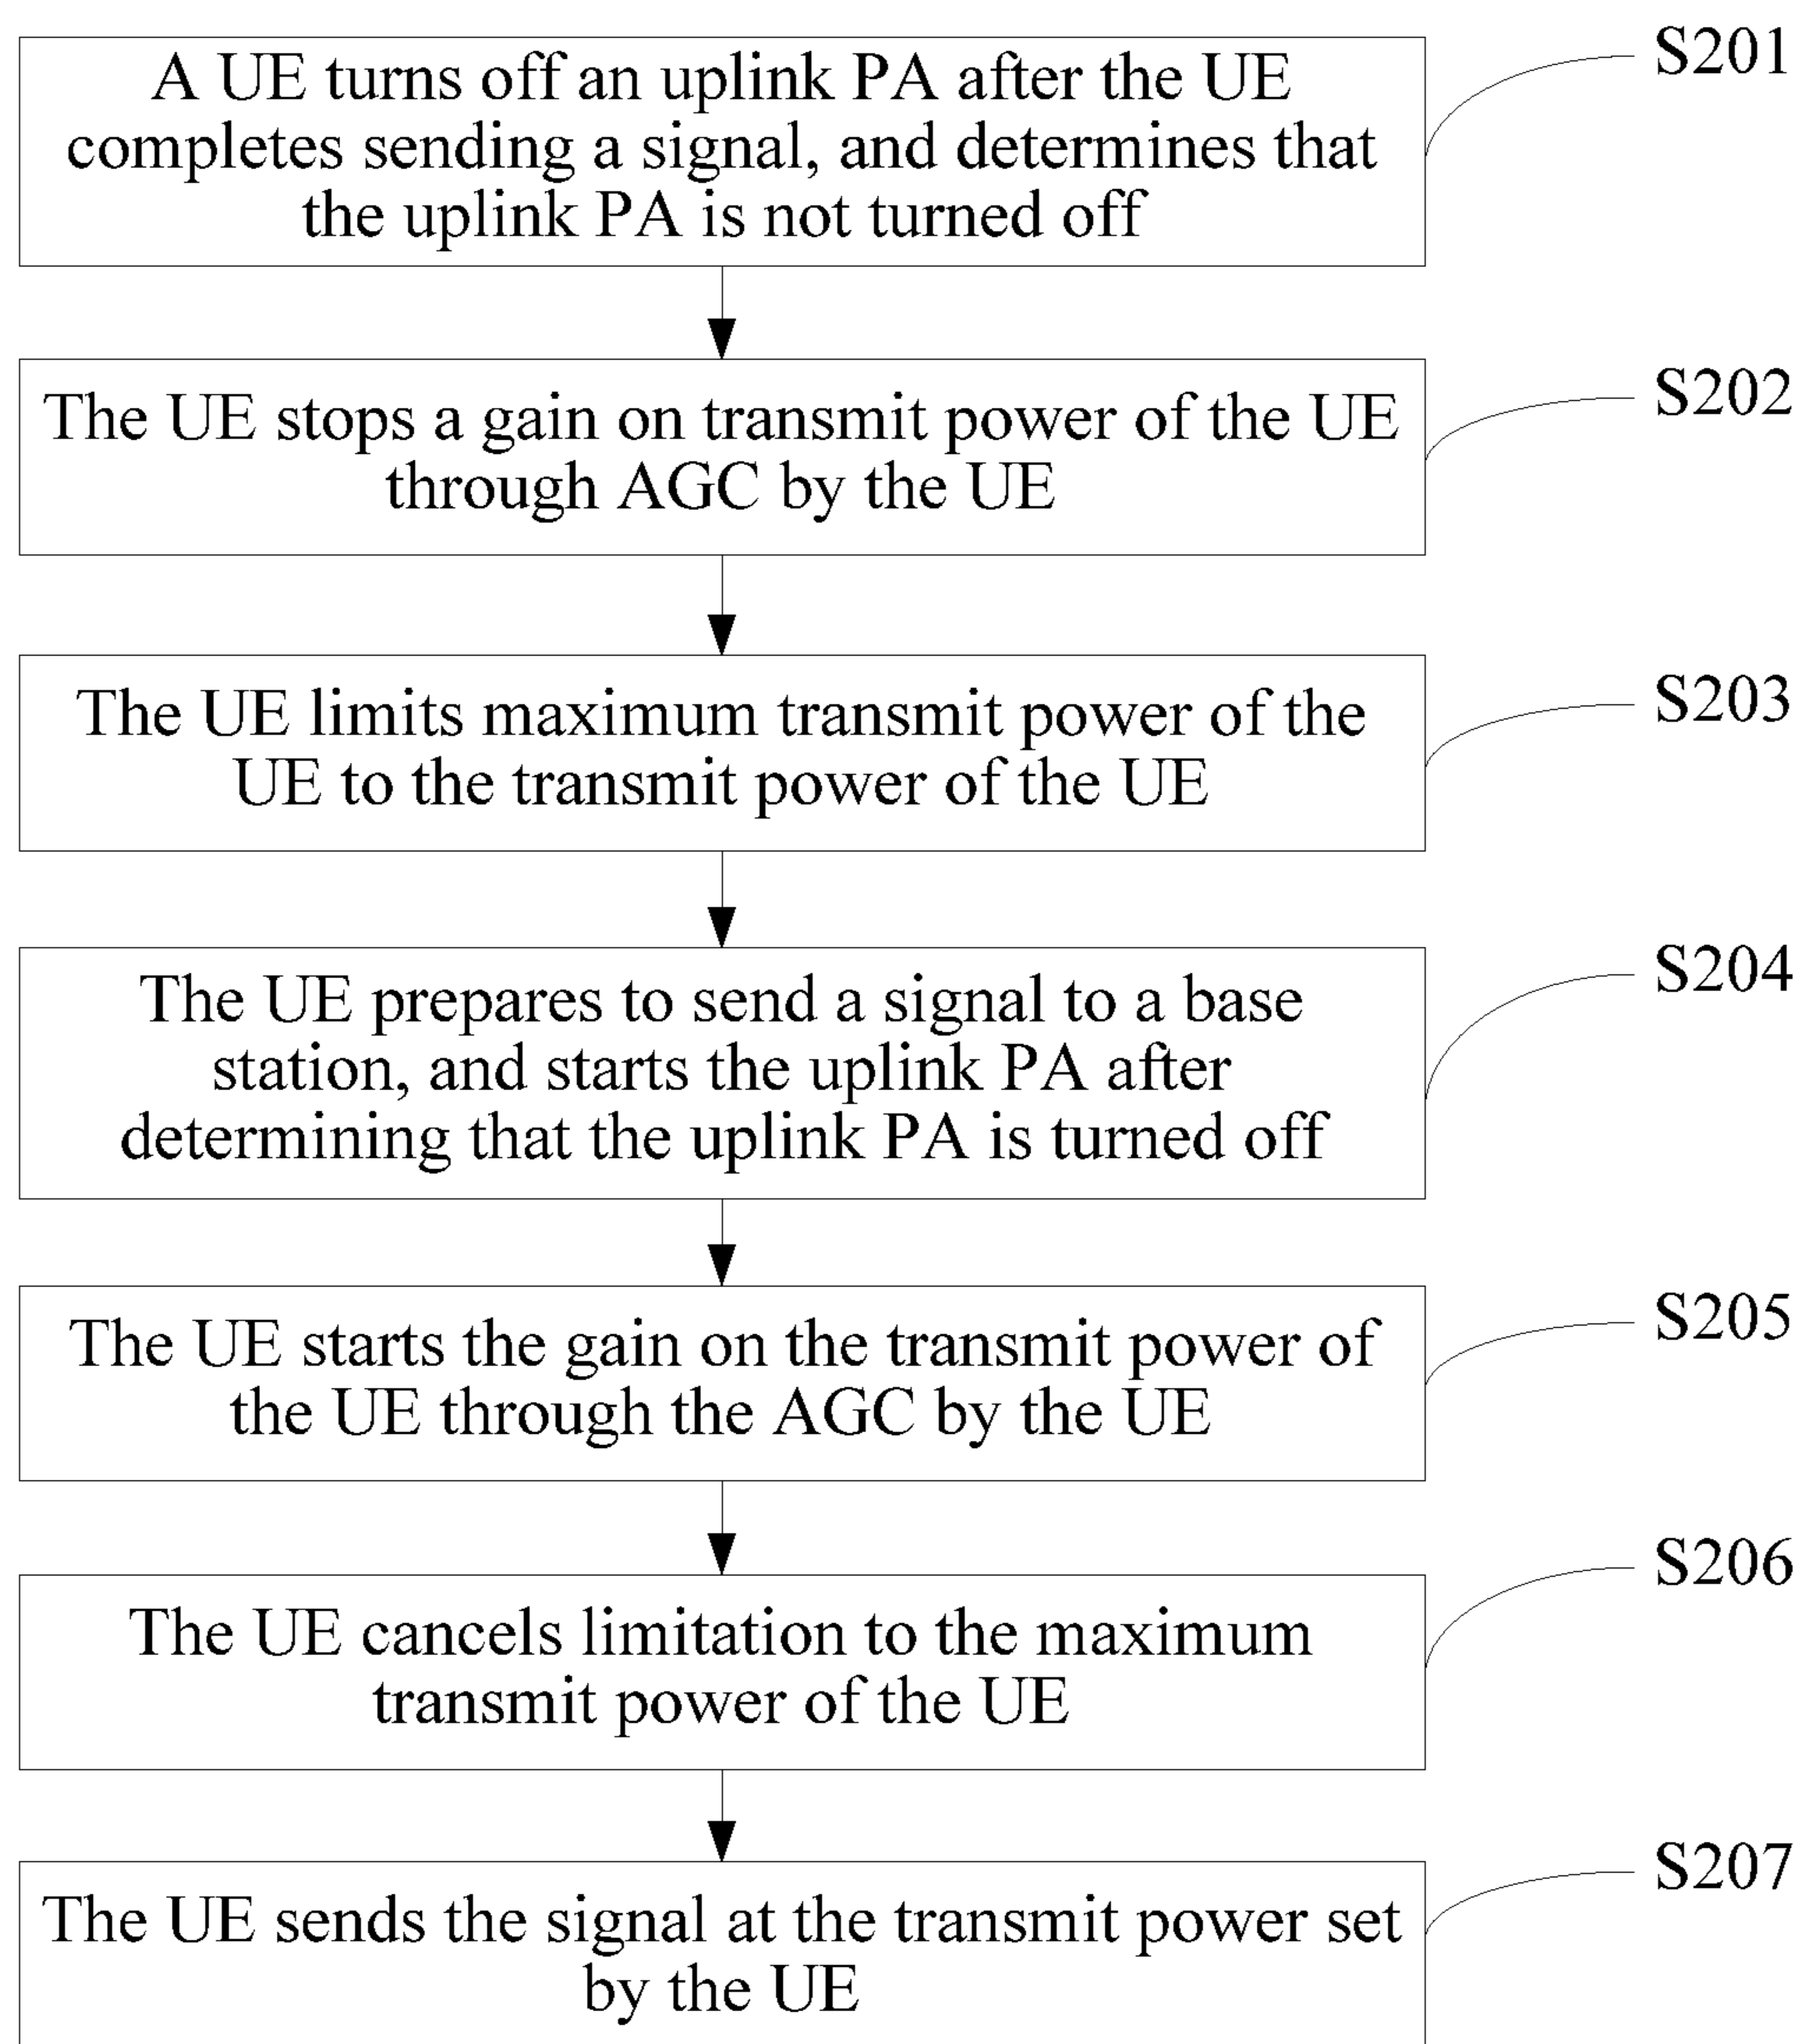 A UE turns off an uplink PA after the UE
completes sending a signal, and determines that
the uplink PA is not turned off
S201
The UE stops a gain on transmit power of the UE
through AGC by the UE
S202
The UE limits maximum transmit power of the
UE to the transmit power of the UE
S203
The UE prepares to send a signal to a base
station, and starts the uplink PA after
determining that the uplink PA is turned off
S204
The UE starts the gain on the transmit power of
the UE through the AGC by the UE
S205
The UE cancels limitation to the maximum
transmit power of the UE
S206
The UE sends the signal at the transmit power set
by the UE
S207